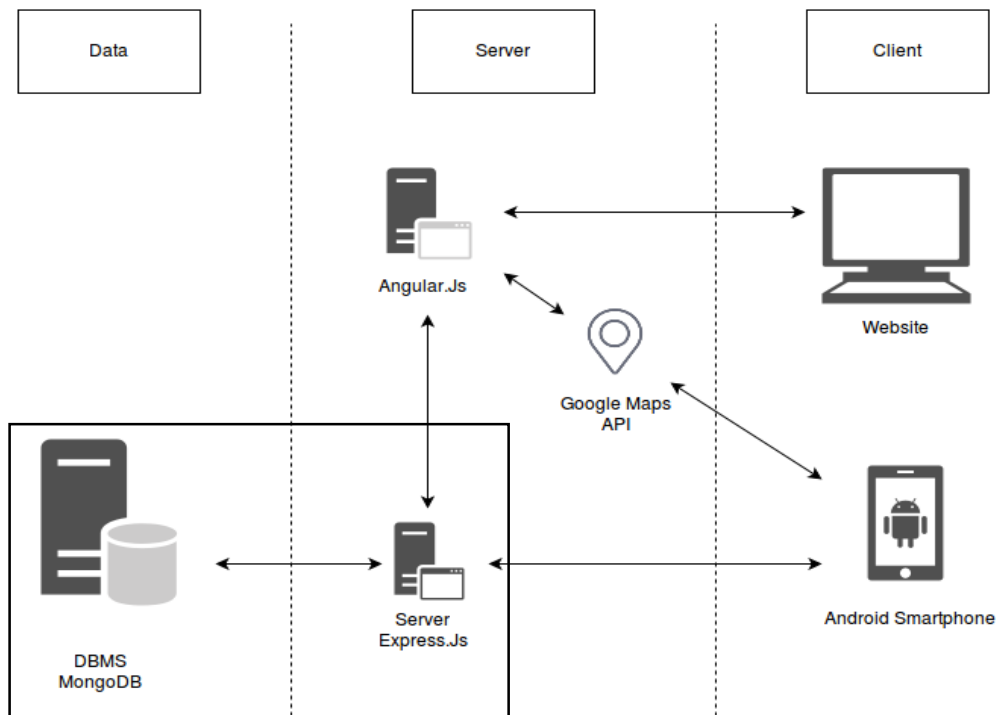 Data
Server
Client
Angular.Js
Website
Google Maps
API
Server
Express.Js
Android Smartphone
DBMS
MongoDB